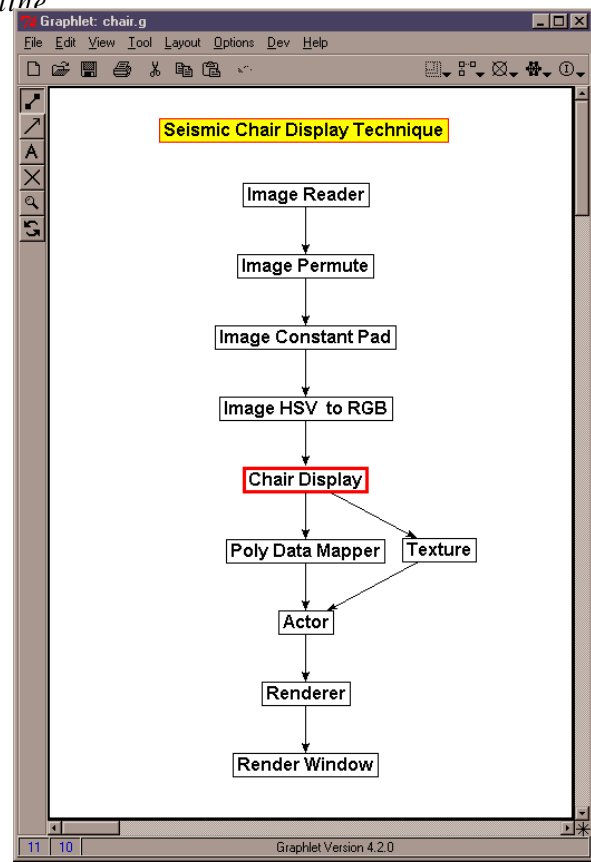 Graphlet: chair.g
File Edit View Tool Layout Options Dev Help
A
Seismic Chair Display Technique
Image Reader
Image Permute
Image Constant Pad
Image HSV to RGB
Chair Display
Poly Data Mapper
Texture
Actor
Renderer
Render Window
11 10 Graphlet Version 4.2.0